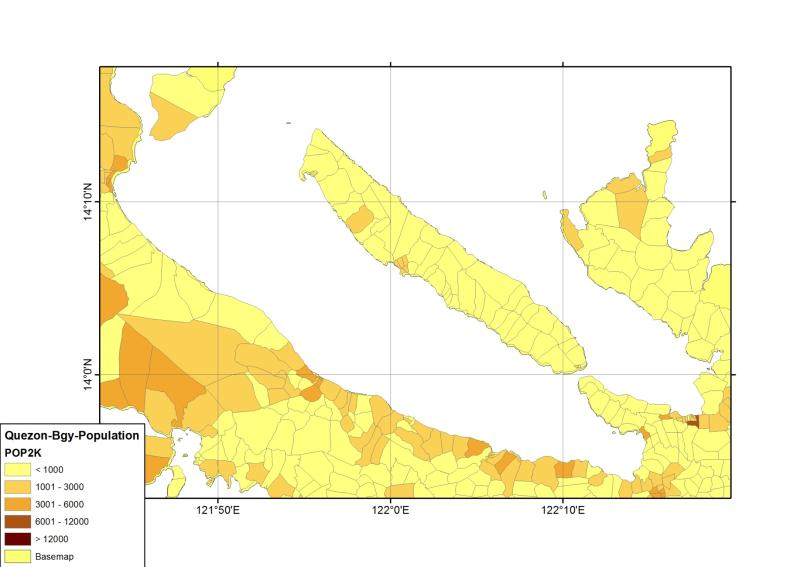 14°10'N
14°0'N
Quezon-Bgy-Population
POP2K
< 1000
1001 - 3000
3001 - 6000
6001 - 12000
> 12000
Basemap
121°50'E
122°0'E
122°10'E